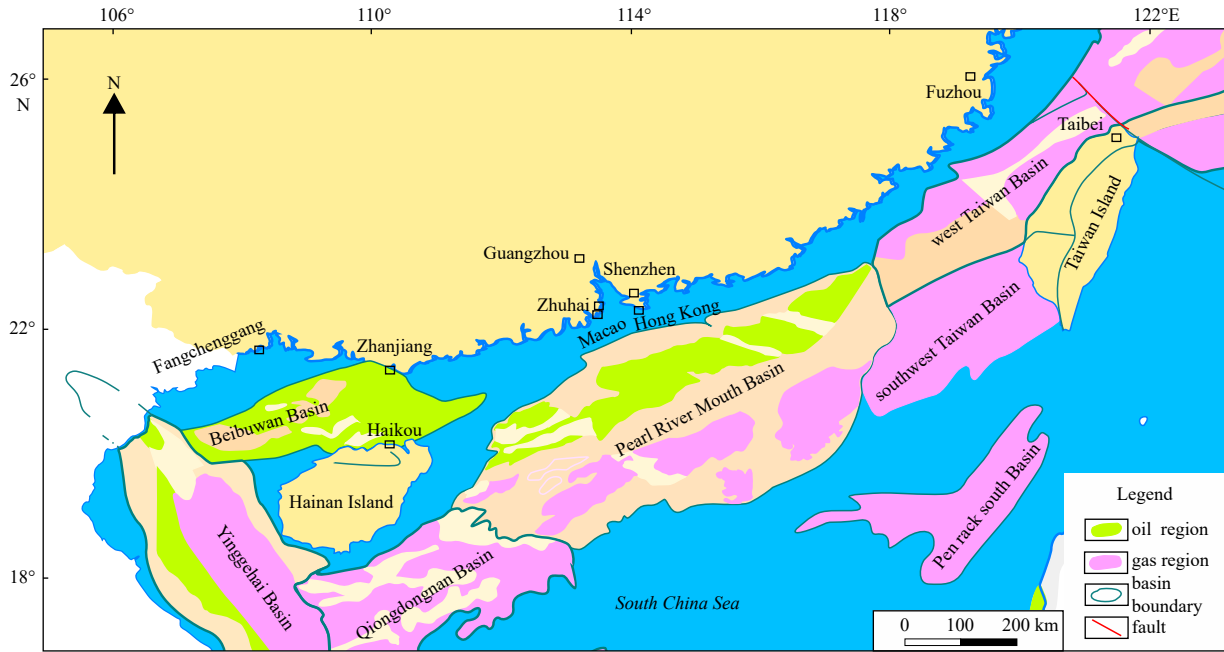 106°
110°
114°
118°
122°E
26°
N
22°
18°
N
Fuzhou
Taibei
west Taiwan Basin
Taiwan Island
Guangzhou
Shenzhen
Zhuhai
Macao
Hong Kong
southwest Taiwan Basin
Fangchenggang
Zhanjiang
Beibuwan Basin
Haikou
Pearl River Mouth Basin
Hainan Island
Pen rack south Basin
Yinggehai Basin
Qiongdongnan Basin
South China Sea
Legend
oil region
gas region
basin
boundary
fault
0 100 200 km